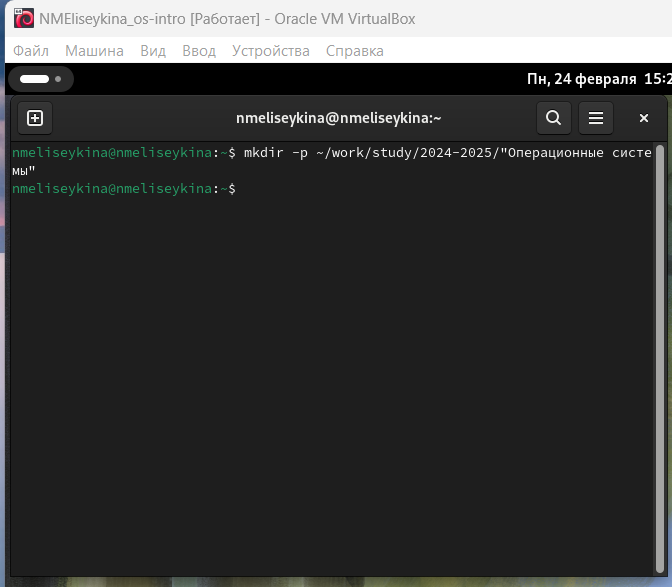 NMEliseykina_os-intro [Работает] - Oracle VM VirtualBox
Файл Машина Вид Ввод Устройства Справка
Пн, 24 февраля 15:2
nmeliseykina@nmeliseykina:~
nmeliseykina@nmeliseykina:~$ mkdir -p ~/work/study/2024-2025/"Операционные систе
мы"
nmeliseykina@nmeliseykina:~$